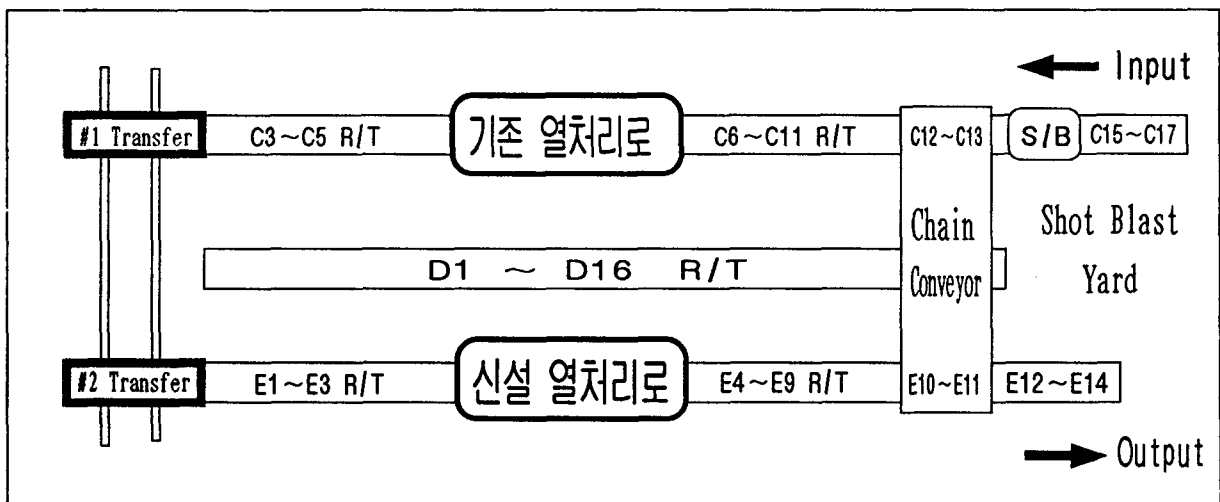 Input
#1 Transfer
C3~C5 R/T
기존 열처리로
C6~C11 R/T
C12~C13
S/B
C15~C17
Chain
Conveyor
Shot Blast
Yard
D1 ~ D16 R/T
#2 Transfer
E1~E3 R/T
신설 열처리로
E4~E9 R/T
E10~E11
E12~E14
Output